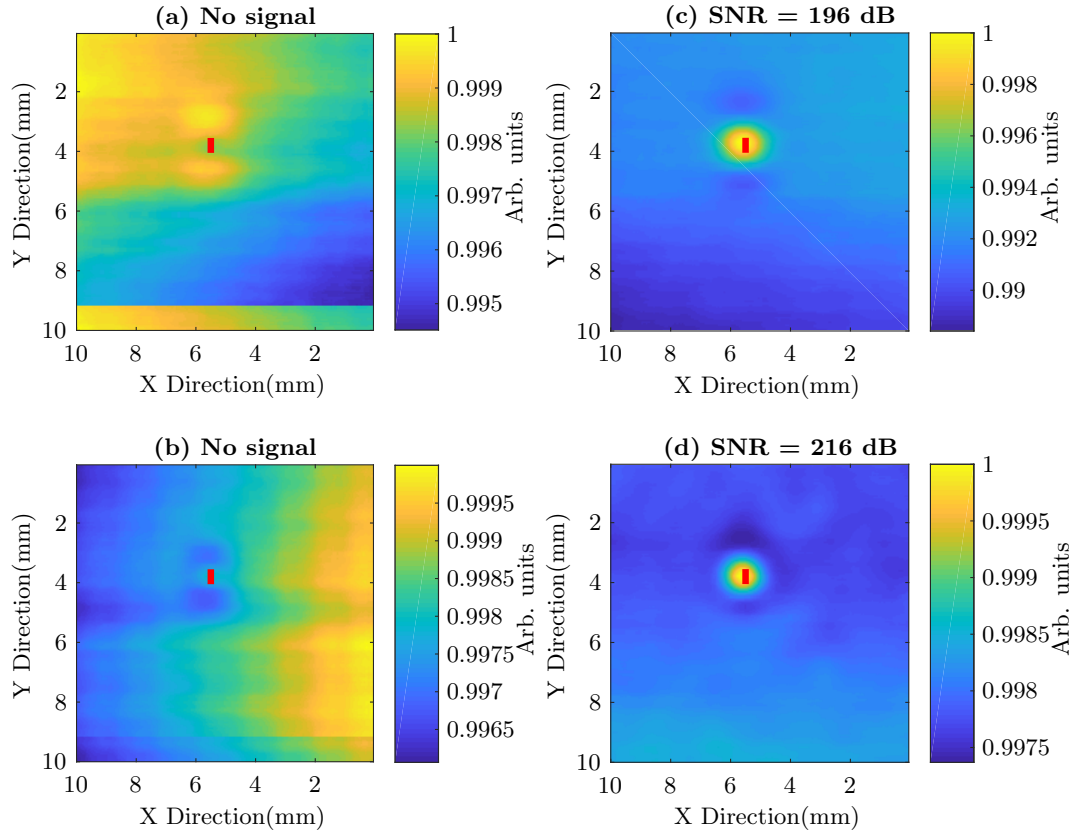 (a) No signal
2
4
6
8
10
Y Direction(mm)
10 8 6 4 2
X Direction(mm)
1
0.999
0.998
0.997
0.996
0.995
Arb. units
(c) SNR = 196 dB
2
4
6
8
10
Y Direction(mm)
10 8 6 4 2
X Direction(mm)
1
0.998
0.996
0.994
0.992
0.99
Arb. units
(b) No signal
2
4
6
8
10
Y Direction(mm)
10 8 6 4 2
X Direction(mm)
0.9995
0.999
0.9985
0.998
0.9975
0.997
0.9965
Arb. units
(d) SNR = 216 dB
2
4
6
8
10
Y Direction(mm)
10 8 6 4 2
X Direction(mm)
1
0.9995
0.999
0.9985
0.998
0.9975
Arb. units